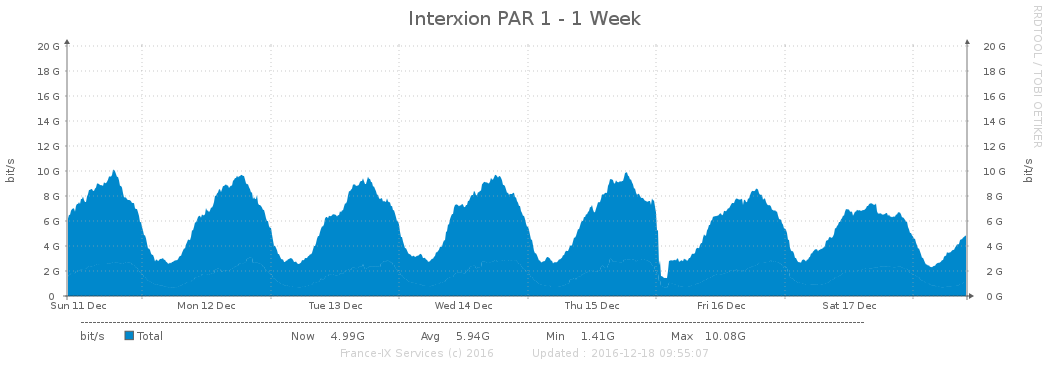 Interxion PAR 1 - 1 Week
RRDTOOL / TOBI OETIKER
20 G 20 G
18 G 18 G
16 G 16 G
14 G 14 G
12 G 12 G
10 G 10 G
8 G 8 G
6 G 6 G
4 G 4 G
2 G 2 G
0 0 G
bit/s bit/s
Sun 11 Dec Mon 12 Dec Tue 13 Dec Wed 14 Dec Thu 15 Dec Fri 16 Dec Sat 17 Dec
bit/s Total Now 4.99G Avg 5.94G Min 1.41G Max 10.08G
France-IX Services (c) 2016 Updated : 2016-12-18 09:55:07